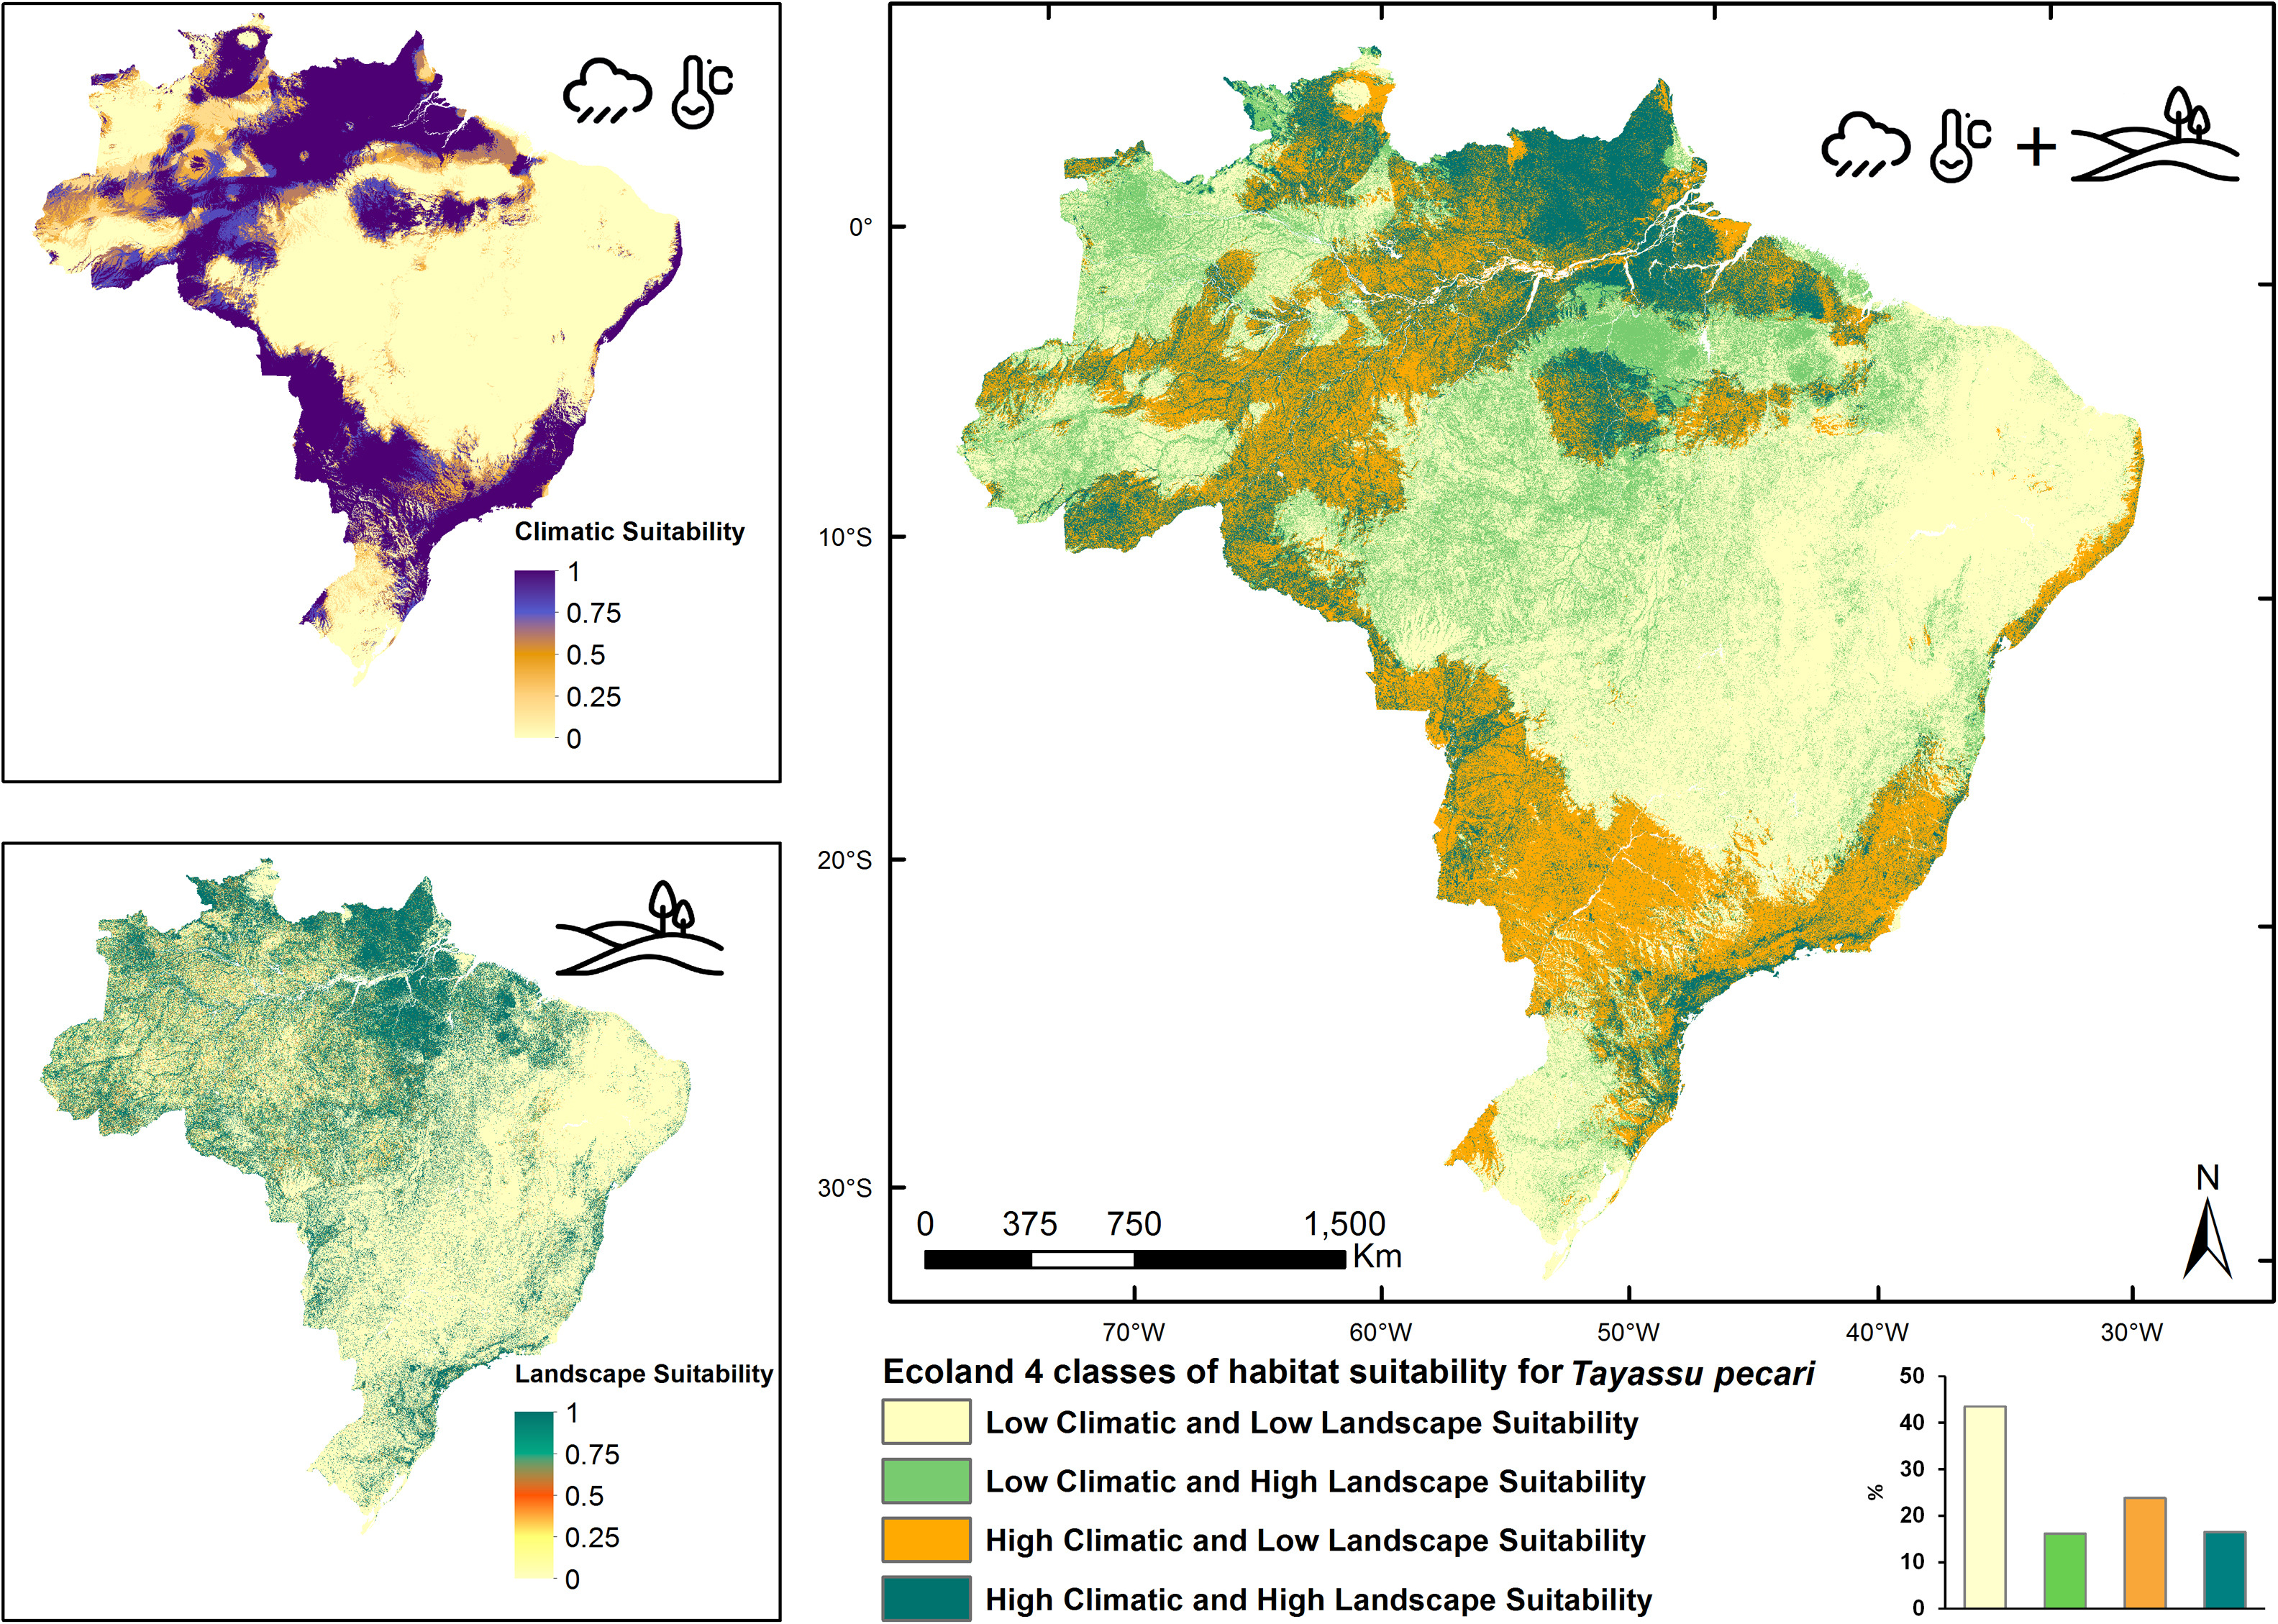 °C
Climatic Suitability
1
0.75
0.5
0.25
0
Landscape Suitability
1
0.75
0.5
0.25
0
°C +
0°
10°S
20°S
30°S
N
0 375 750 1,500
Km
70°W 60°W 50°W 40°W 30°W
Ecoland 4 classes of habitat suitability for Tayassu pecari
Low Climatic and Low Landscape Suitability
Low Climatic and High Landscape Suitability
High Climatic and Low Landscape Suitability
High Climatic and High Landscape Suitability
%
50
40
30
20
10
0